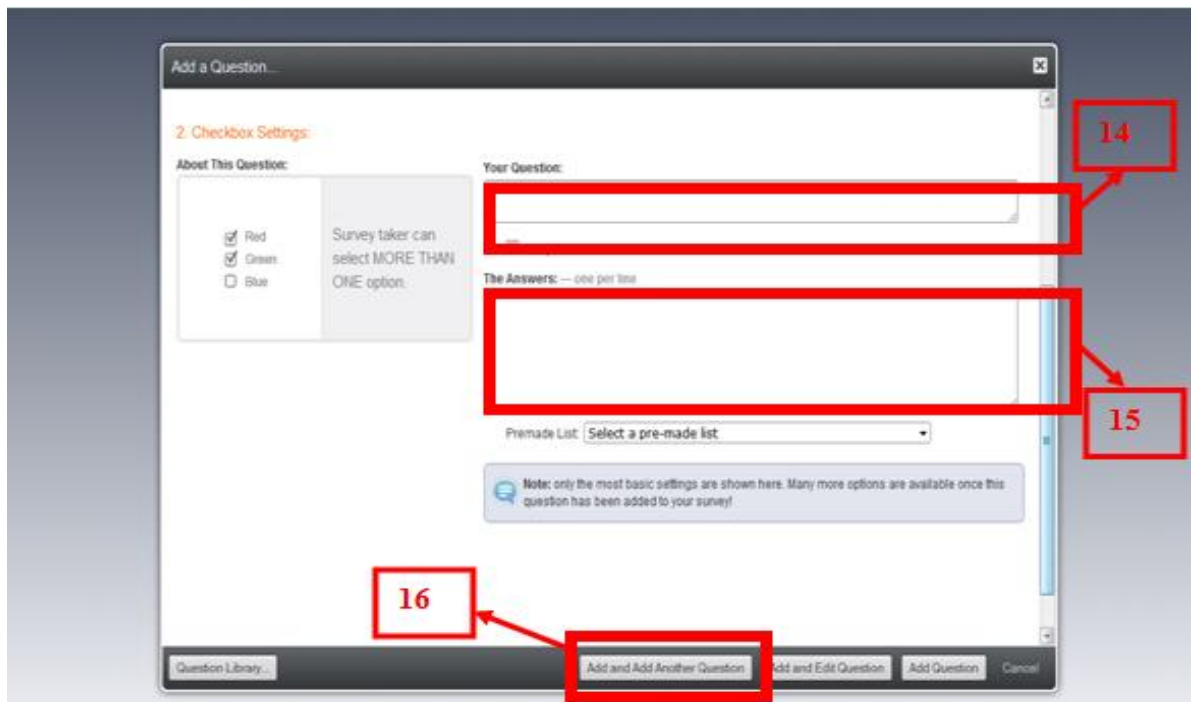 Add a Question...
14
2. Checkbox Settings:
About This Question:
Your Question:
Red
Green
Blue
Survey taker can
select MORE THAN
ONE option.
The Answers: — one per line
15
Premade List: Select a pre-made list
Note: only the most basic settings are shown here. Many more options are available once this
question has been added to your survey!
16
Question Library...
Add and Add Another Question
Add and Edit Question
Add Question
Cancel